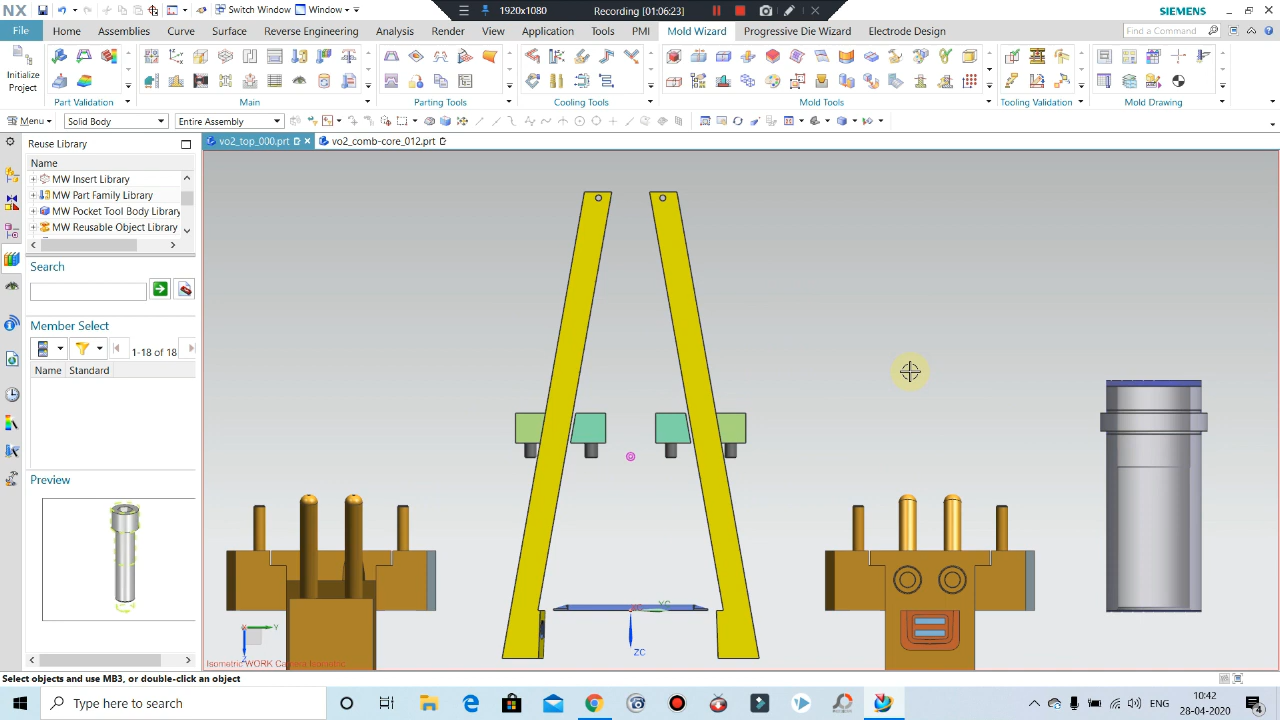 NX
Switch Window
Window
1920x1080
Recording [01:06:23]
SIEMENS
File
Home
Assemblies
Curve
Surface
Reverse Engineering
Analysis
View
Render
Tools
Application
PMI
Mold Wizard
Progressive Die Wizard
Electrode Design
Find a Command
Initialize
Project
Part Validation
Main
Parting Tools
Cooling Tools
Mold Tools
Tooling Validation
Mold Drawing
Menu
Solid Body
Entire Assembly
Reuse Library
vo2_top_000.prt
vo2_comb-core_012.prt
Name
MW Insert Library
MW Part Family Library
MW Pocket Tool Body Library
MW Reusable Object Library
Search
Member Select
1-18 of 18
Name Standard
Preview
XC
YC
ZC
X
Y
Z
Isometric WORK Camera Isometric
Select objects and use MB3, or double-click an object
Type here to search
ENG
10:42
28-04-2020
4